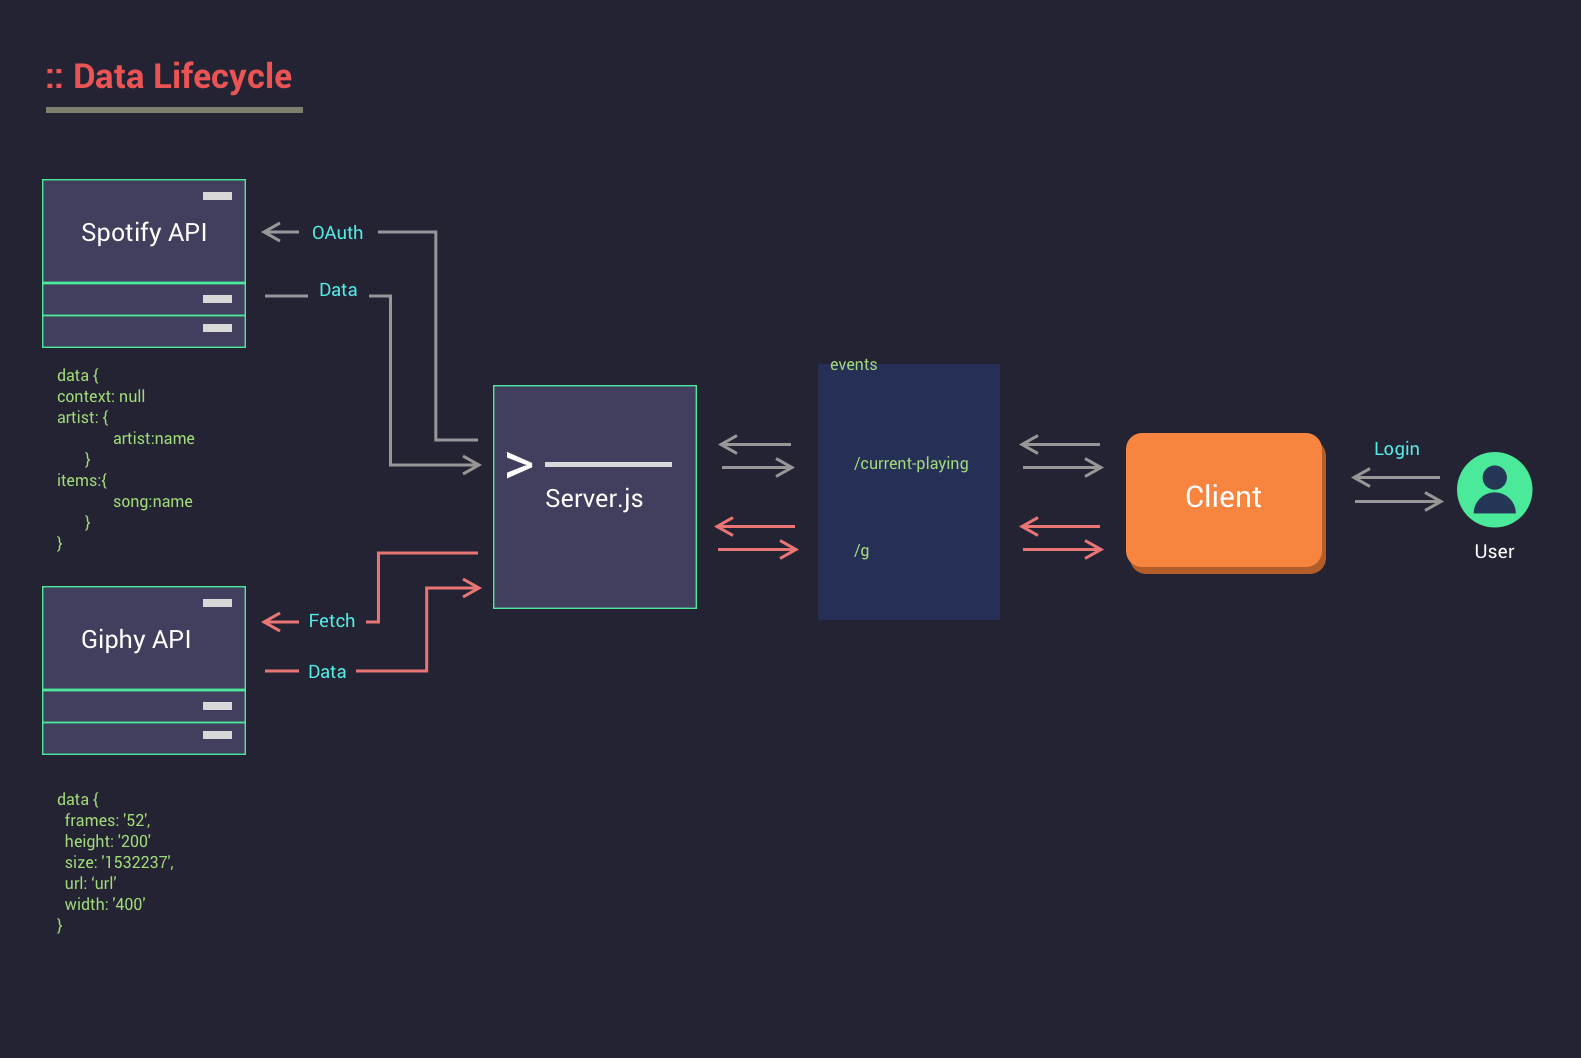 :: Data Lifecycle
Spotify API
OAuth
Data
data {
context: null
artist: {
artist:name
}
items:{
song:name
}
}
Giphy API
Fetch
Data
data {
frames: '52',
height: '200'
size: '1532237',
url: ‘url’
width: '400'
}
>
Server.js
events
/current-playing
/g
Client
Login
User